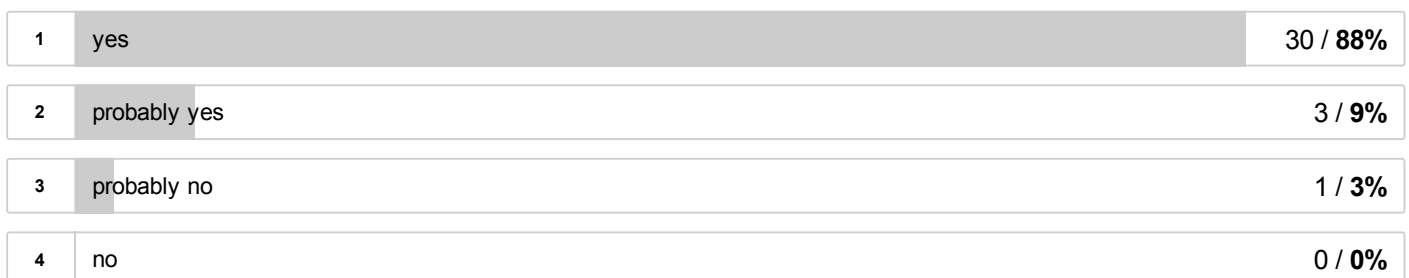 1 yes 30 / 88%
2 probably yes 3 / 9%
3 probably no 1 / 3%
4 no 0 / 0%